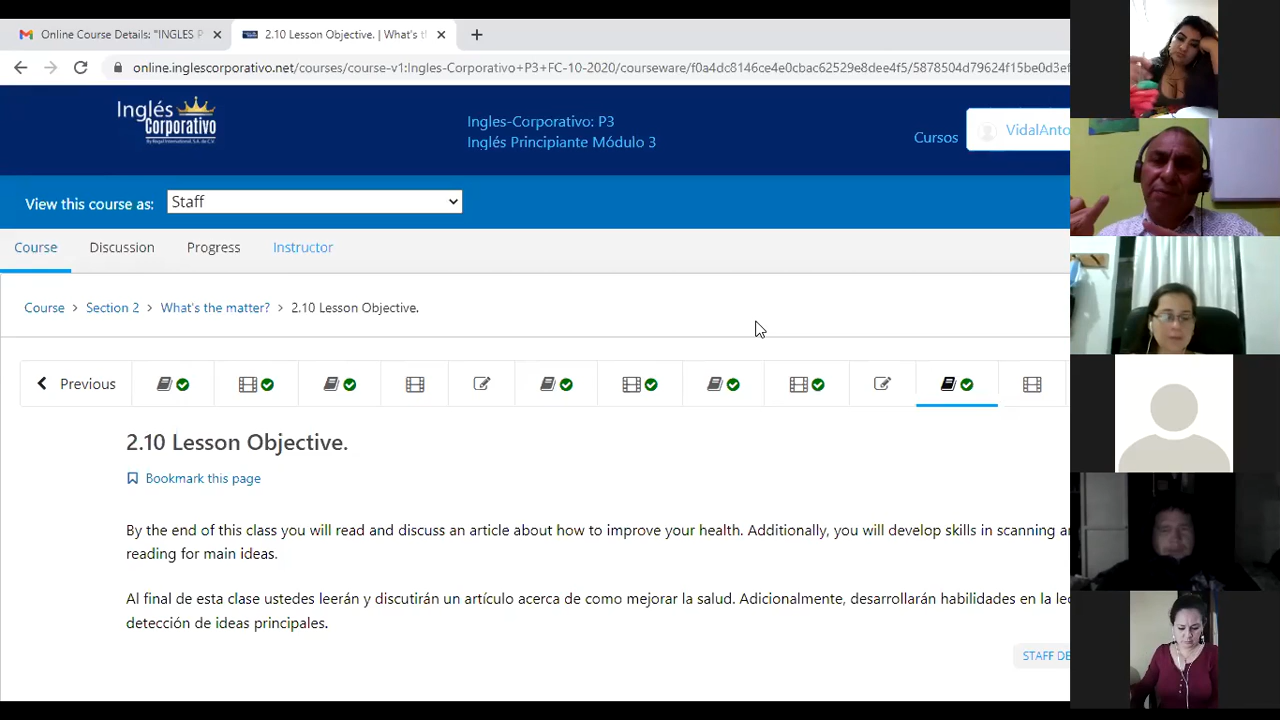 Online Course Details: "INGLES P
2.10 Lesson Objective. | What's t
online.inglescorporativo.net/courses/course-v1:Ingles-Corporativo+P3+FC-10-2020/courseware/f0a4dc8146ce4e0cbac62529e8dee4f5/5878504d79624f15be0d3ef
Inglés
Corporativo
By Regal International, S.A. de C.V.
Ingles-Corporativo: P3
Inglés Principiante Módulo 3
Cursos
VidalAnto
View this course as:
Staff
Course
Discussion
Progress
Instructor
Course > Section 2 > What's the matter? > 2.10 Lesson Objective.
Previous
2.10 Lesson Objective.
Bookmark this page
By the end of this class you will read and discuss an article about how to improve your health. Additionally, you will develop skills in scanning a
reading for main ideas.
Al final de esta clase ustedes leerán y discutirán un artículo acerca de como mejorar la salud. Adicionalmente, desarrollarán habilidades en la le
detección de ideas principales.
STAFF DE